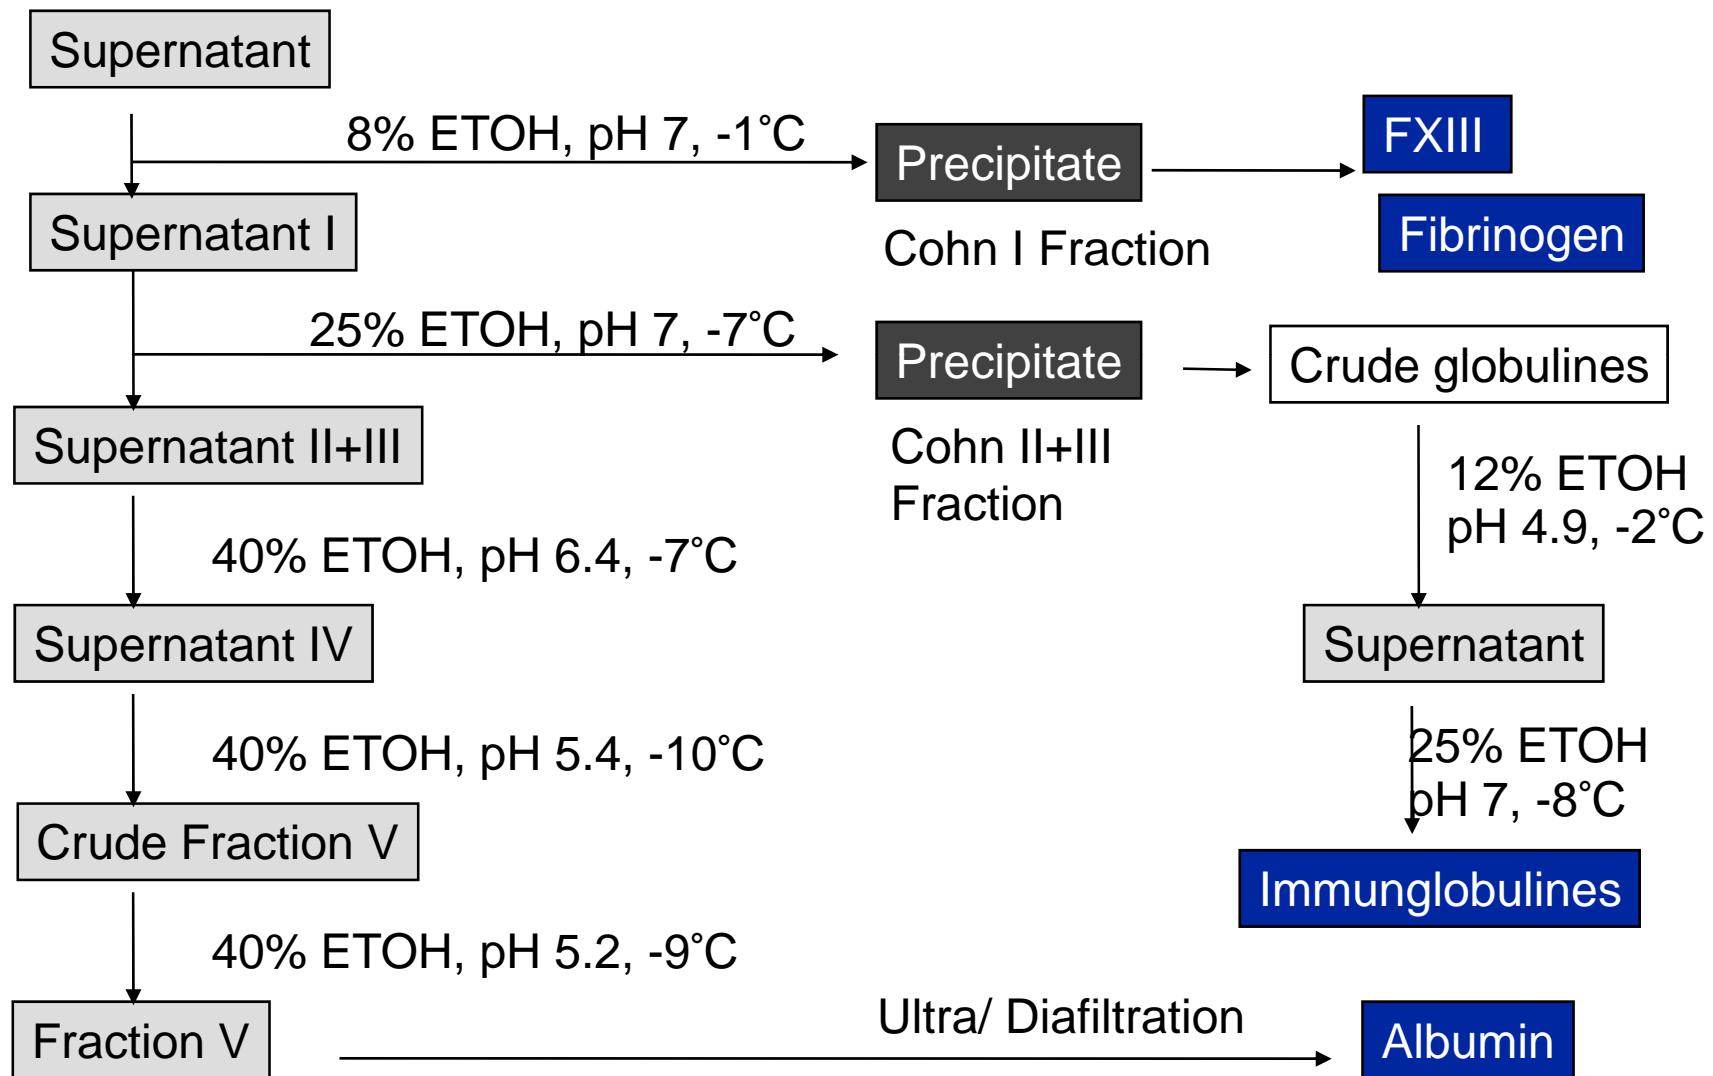 Supernatant
8% ETOH, pH 7, -1°C
Precipitate
FXIII
Supernatant I
Cohn I Fraction
Fibrinogen
25% ETOH, pH 7, -7°C
Precipitate
Crude globulines
Supernatant II+III
Cohn II+III
Fraction
12% ETOH
pH 4.9, -2°C
40% ETOH, pH 6.4, -7°C
Supernatant IV
Supernatant
40% ETOH, pH 5.4, -10°C
25% ETOH
pH 7, -8°C
Crude Fraction V
Immunglobulines
40% ETOH, pH 5.2, -9°C
Fraction V
Ultra/ Diafiltration
Albumin